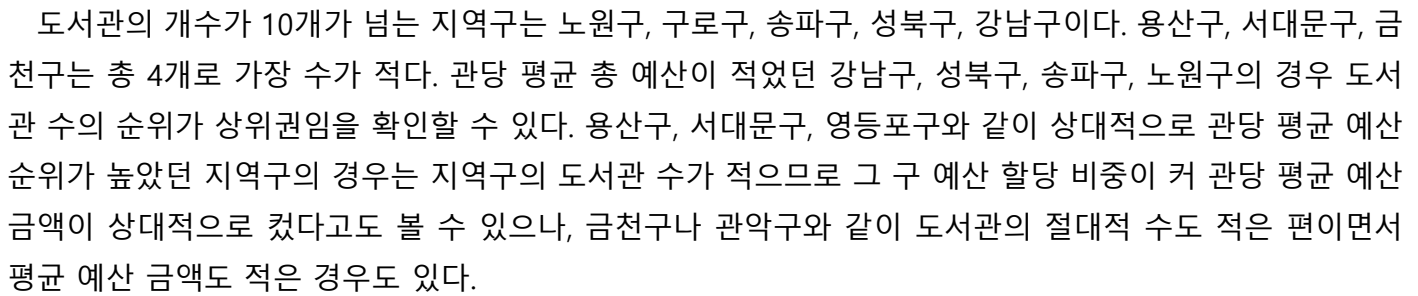 도서관의 개수가 10개가 넘는 지역구는 노원구, 구로구, 송파구, 성북구, 강남구이다. 용산구, 서대문구, 금
천구는 총 4개로 가장 수가 적다. 관당 평균 총 예산이 적었던 강남구, 성북구, 송파구, 노원구의 경우 도서
관 수의 순위가 상위권임을 확인할 수 있다. 용산구, 서대문구, 영등포구와 같이 상대적으로 관당 평균 예산
순위가 높았던 지역구의 경우는 지역구의 도서관 수가 적으므로 그 구 예산 할당 비중이 커 관당 평균 예산
금액이 상대적으로 컸다고도 볼 수 있으나, 금천구나 관악구와 같이 도서관의 절대적 수도 적은 편이면서
평균 예산 금액도 적은 경우도 있다.